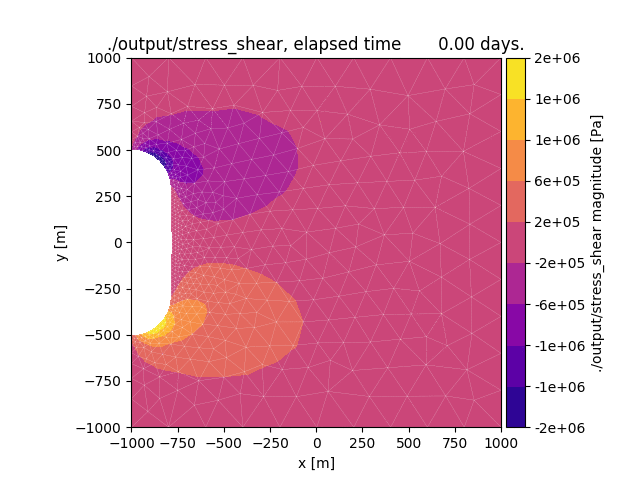 ./output/stress_shear, elapsed time 0.00 days.
1000
750
500
250
0
−250
−500
−750
−1000
y [m]
−1000 −750 −500 −250 0 250 500 750 1000
x [m]
2e+06
1e+06
1e+06
6e+05
2e+05
-2e+05
-6e+05
-1e+06
-1e+06
-2e+06
./output/stress_shear magnitude [Pa]